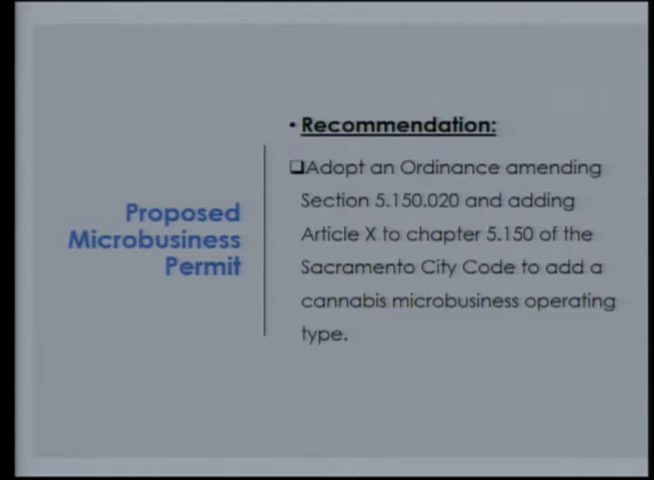 Proposed
Microbusiness
Permit
• Recommendation:
❑Adopt an Ordinance amending
Section 5.150.020 and adding
Article X to chapter 5.150 of the
Sacramento City Code to add a
cannabis microbusiness operating
type.